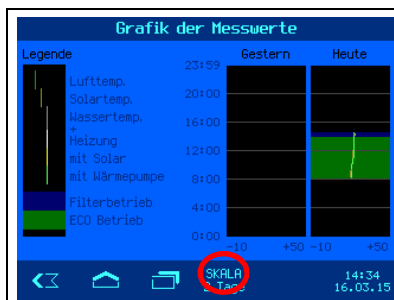 Grafik der Messwerte
Legende
Gestern
Heute
23:59
Lufttemp.
Solartemp.
20:00
Wassertemp.
16:00
+
Heizung
12:00
mit Solar
mit Wärmepumpe
8:00
Filterbetrieb
4:00
ECO Betrieb
0:00
-10 +50 -10 +50
SKALA
2 Tage
14:34
16.03.15